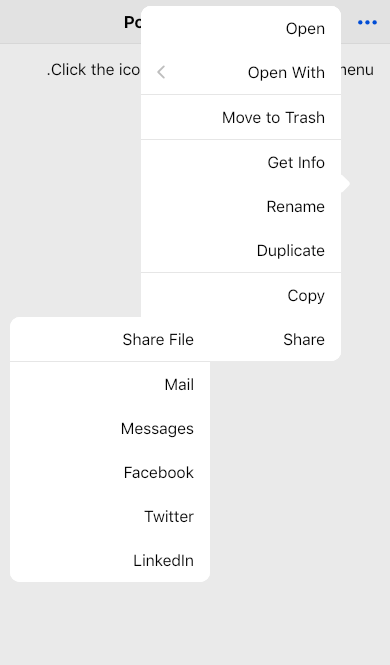 Po
.Click the ico
nenu
Open
Open With
Move to Trash
Get Info
Rename
Duplicate
Copy
Share
Share File
Mail
Messages
Facebook
Twitter
LinkedIn